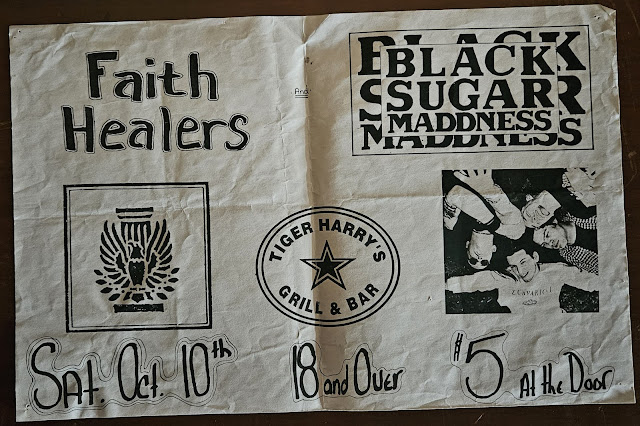 Faith
Healers
And
BLACK
SUGAR
MADDNESS
TIGER HARRY'S
GRILL & BAR
Sat. Oct. 10th
18 and Over
$5 At the Door